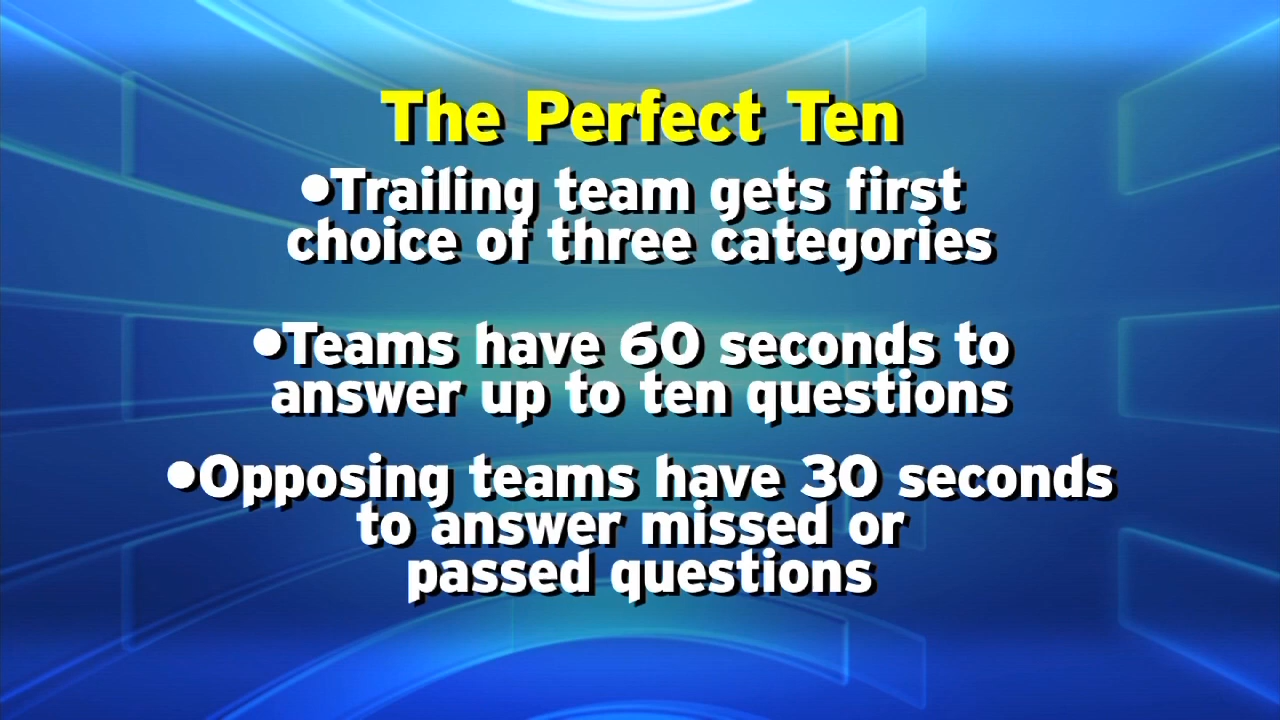 The Perfect Ten
•Trailing team gets first
choice of three categories
•Teams have 60 seconds to
answer up to ten questions
•Opposing teams have 30 seconds
to answer missed or
passed questions